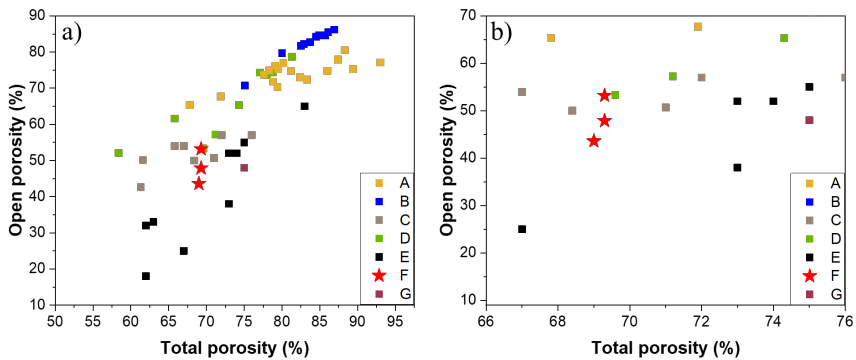 a)
Open porosity (%)
90
80
70
60
50
40
30
20
10
50 55 60 65 70 75 80 85 90 95
Total porosity (%)
A
B
C
D
E
F
G
b)
Open porosity (%)
70
60
50
40
30
20
10
66 68 70 72 74 76
Total porosity (%)
A
B
C
D
E
F
G